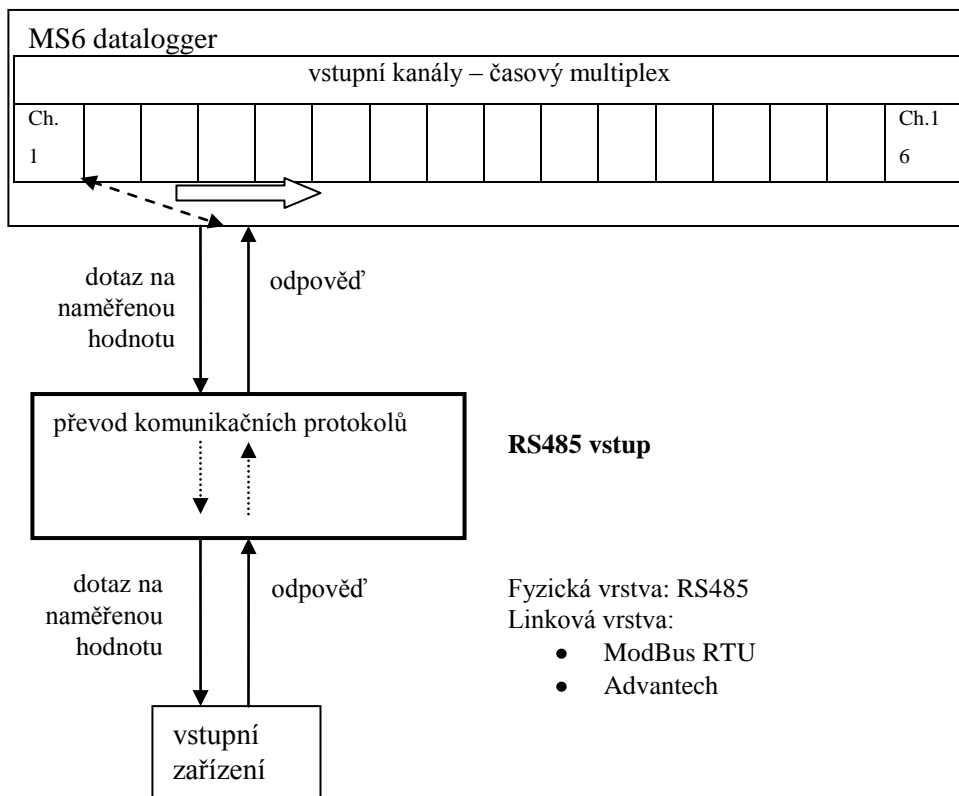 MS6 datalogger
vstupní kanály – časový multiplex
Ch.
1
Ch.1
6
dotaz na
naměřenou
hodnotu
odpověď
převod komunikačních protokolů
RS485 vstup
dotaz na
naměřenou
hodnotu
odpověď
Fyzická vrstva: RS485
Linková vrstva:
● ModBus RTU
● Advantech
vstupní
zařízení